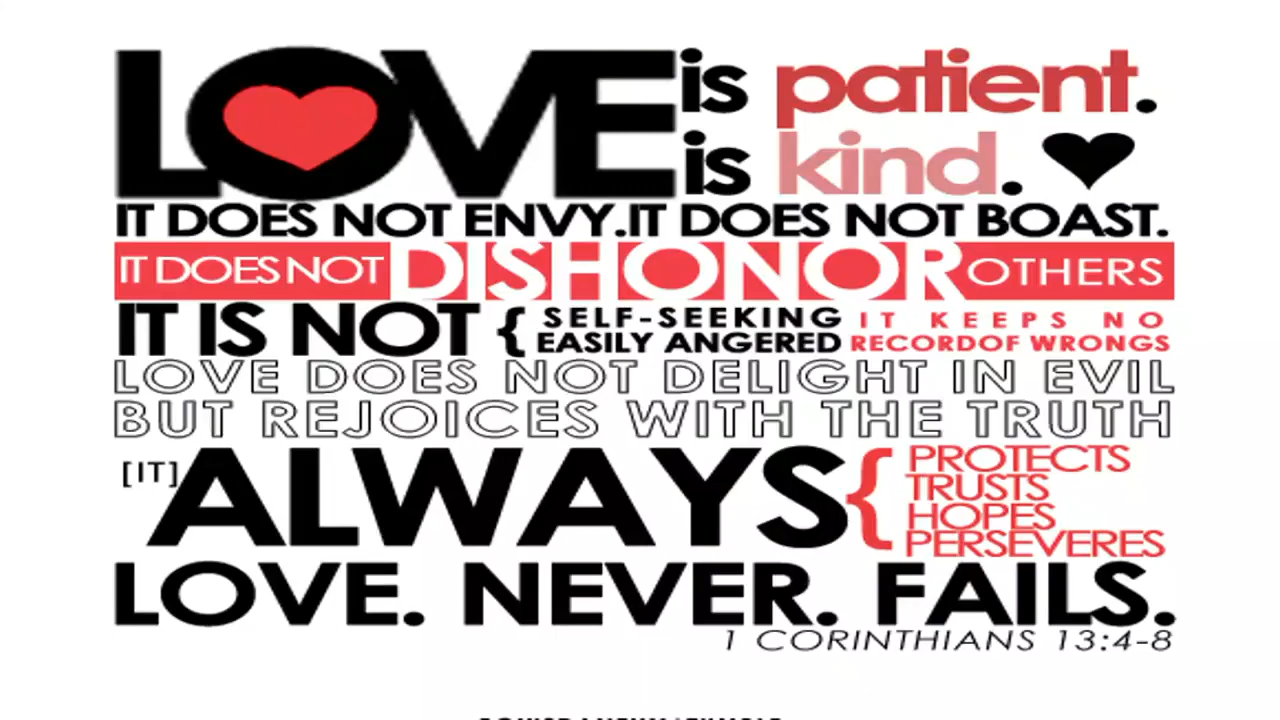 LOVE is patient.
is kind.
IT DOES NOT ENVY.IT DOES NOT BOAST.
IT DOES NOT DISHONOR OTHERS
IT IS NOT { SELF-SEEKING
EASILY ANGERED
IT KEEPS NO
RECORDOF WRONGS
LOVE DOES NOT DELIGHT IN EVIL
BUT REJOICES WITH THE TRUTH
[IT] ALWAYS { PROTECTS
TRUSTS
HOPES
PERSEVERES
LOVE. NEVER. FAILS.
1 CORINTHIANS 13:4-8